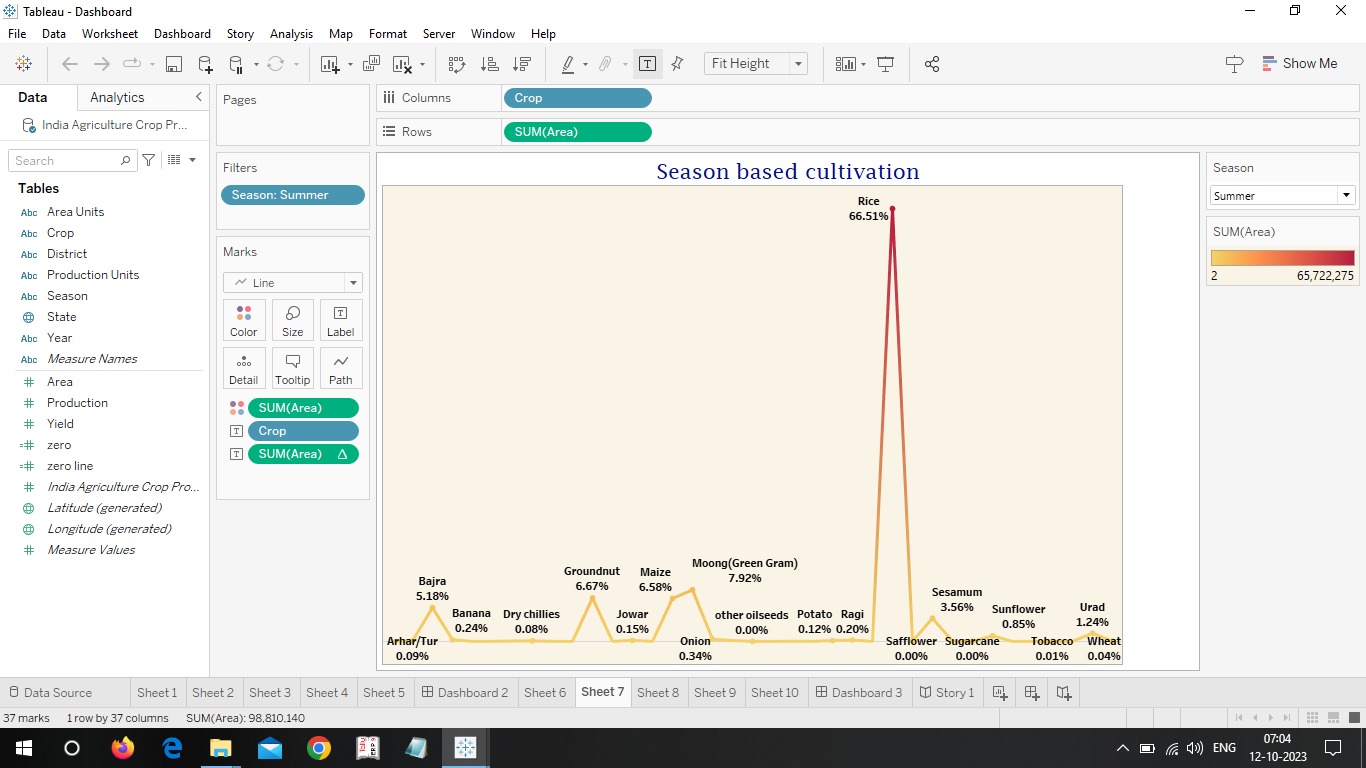 Tableau - Dashboard
File Data Worksheet Dashboard Story Analysis Map Format Server Window Help
Fit Height
Show Me
Data Analytics
India Agriculture Crop Pr...
Search
Tables
Abc Area Units
Abc Crop
Abc District
Abc Production Units
Abc Season
State
Abc Year
Abc Measure Names
# Area
# Production
# Yield
=# zero
=# zero line
# India Agriculture Crop Pro...
Latitude (generated)
Longitude (generated)
# Measure Values
Pages
Filters
Season: Summer
Marks
Line
Color Size Label
Detail Tooltip Path
SUM(Area)
Crop
SUM(Area) Δ
Columns Crop
Rows SUM(Area)
Season based cultivation
Rice
66.51%
Moong(Green Gram)
7.92%
Groundnut
6.67%
Maize
6.58%
Bajra
5.18%
Sesamum
3.56%
Banana
0.24%
Dry chillies
0.08%
Jowar
0.15%
other oilseeds
0.00%
Potato
0.12%
Ragi
0.20%
Sunflower
0.85%
Urad
1.24%
Arhar/Tur
0.09%
Onion
0.34%
Safflower
0.00%
Sugarcane
0.00%
Tobacco
0.01%
Wheat
0.04%
Season
Summer
SUM(Area)
2 65,722,275
Data Source Sheet 1 Sheet 2 Sheet 3 Sheet 4 Sheet 5 Dashboard 2 Sheet 6 Sheet 7 Sheet 8 Sheet 9 Sheet 10 Dashboard 3 Story 1
37 marks 1 row by 37 columns SUM(Area): 98,810,140
ENG
07:04
12-10-2023